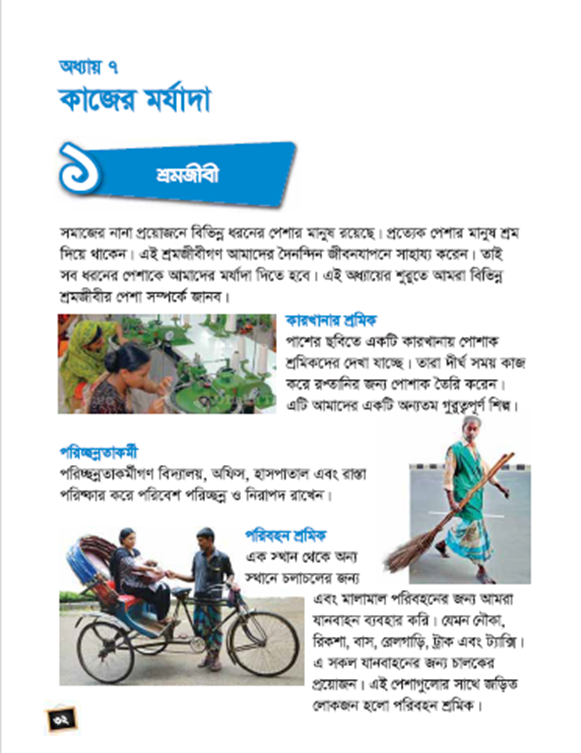 অধ্যায় ৭
কাজের মর্যাদা
১
শ্রমজীবী
সমাজের নানা প্রয়োজনে বিভিন্ন ধরনের পেশার মানুষ রয়েছে। প্রত্যেক পেশার মানুষ শ্রম
দিয়ে থাকেন। এই শ্রমজীবীগণ আমাদের দৈনন্দিন জীবনযাপনে সাহায্য করেন। তাই
সব ধরনের পেশাকে আমাদের মর্যাদা দিতে হবে। এই অধ্যায়ের শুরুতে আমরা বিভিন্ন
শ্রমজীবীর পেশা সম্পর্কে জানব।
কারখানার শ্রমিক
পাশের ছবিতে একটি কারখানায় পোশাক
শ্রমিকদের দেখা যাচ্ছে। তারা দীর্ঘ সময় কাজ
করে রপ্তানির জন্য পোশাক তৈরি করেন।
এটি আমাদের একটি অন্যতম গুরুত্বপূর্ণ শিল্প।
পরিচ্ছন্নতাকর্মী
পরিচ্ছন্নতাকর্মীগণ বিদ্যালয়, অফিস, হাসপাতাল এবং রাস্তা
পরিষ্কার করে পরিবেশ পরিচ্ছন্ন ও নিরাপদ রাখেন।
পরিবহন শ্রমিক
এক স্থান থেকে অন্য
স্থানে চলাচলের জন্য
এবং মালামাল পরিবহনের জন্য আমরা
যানবাহন ব্যবহার করি। যেমন নৌকা,
রিকশা, বাস, রেলগাড়ি, ট্রাক এবং ট্যাক্সি।
এ সকল যানবাহনের জন্য চালকের
প্রয়োজন। এই পেশাগুলোর সাথে জড়িত
লোকজন হলো পরিবহন শ্রমিক।
৩২